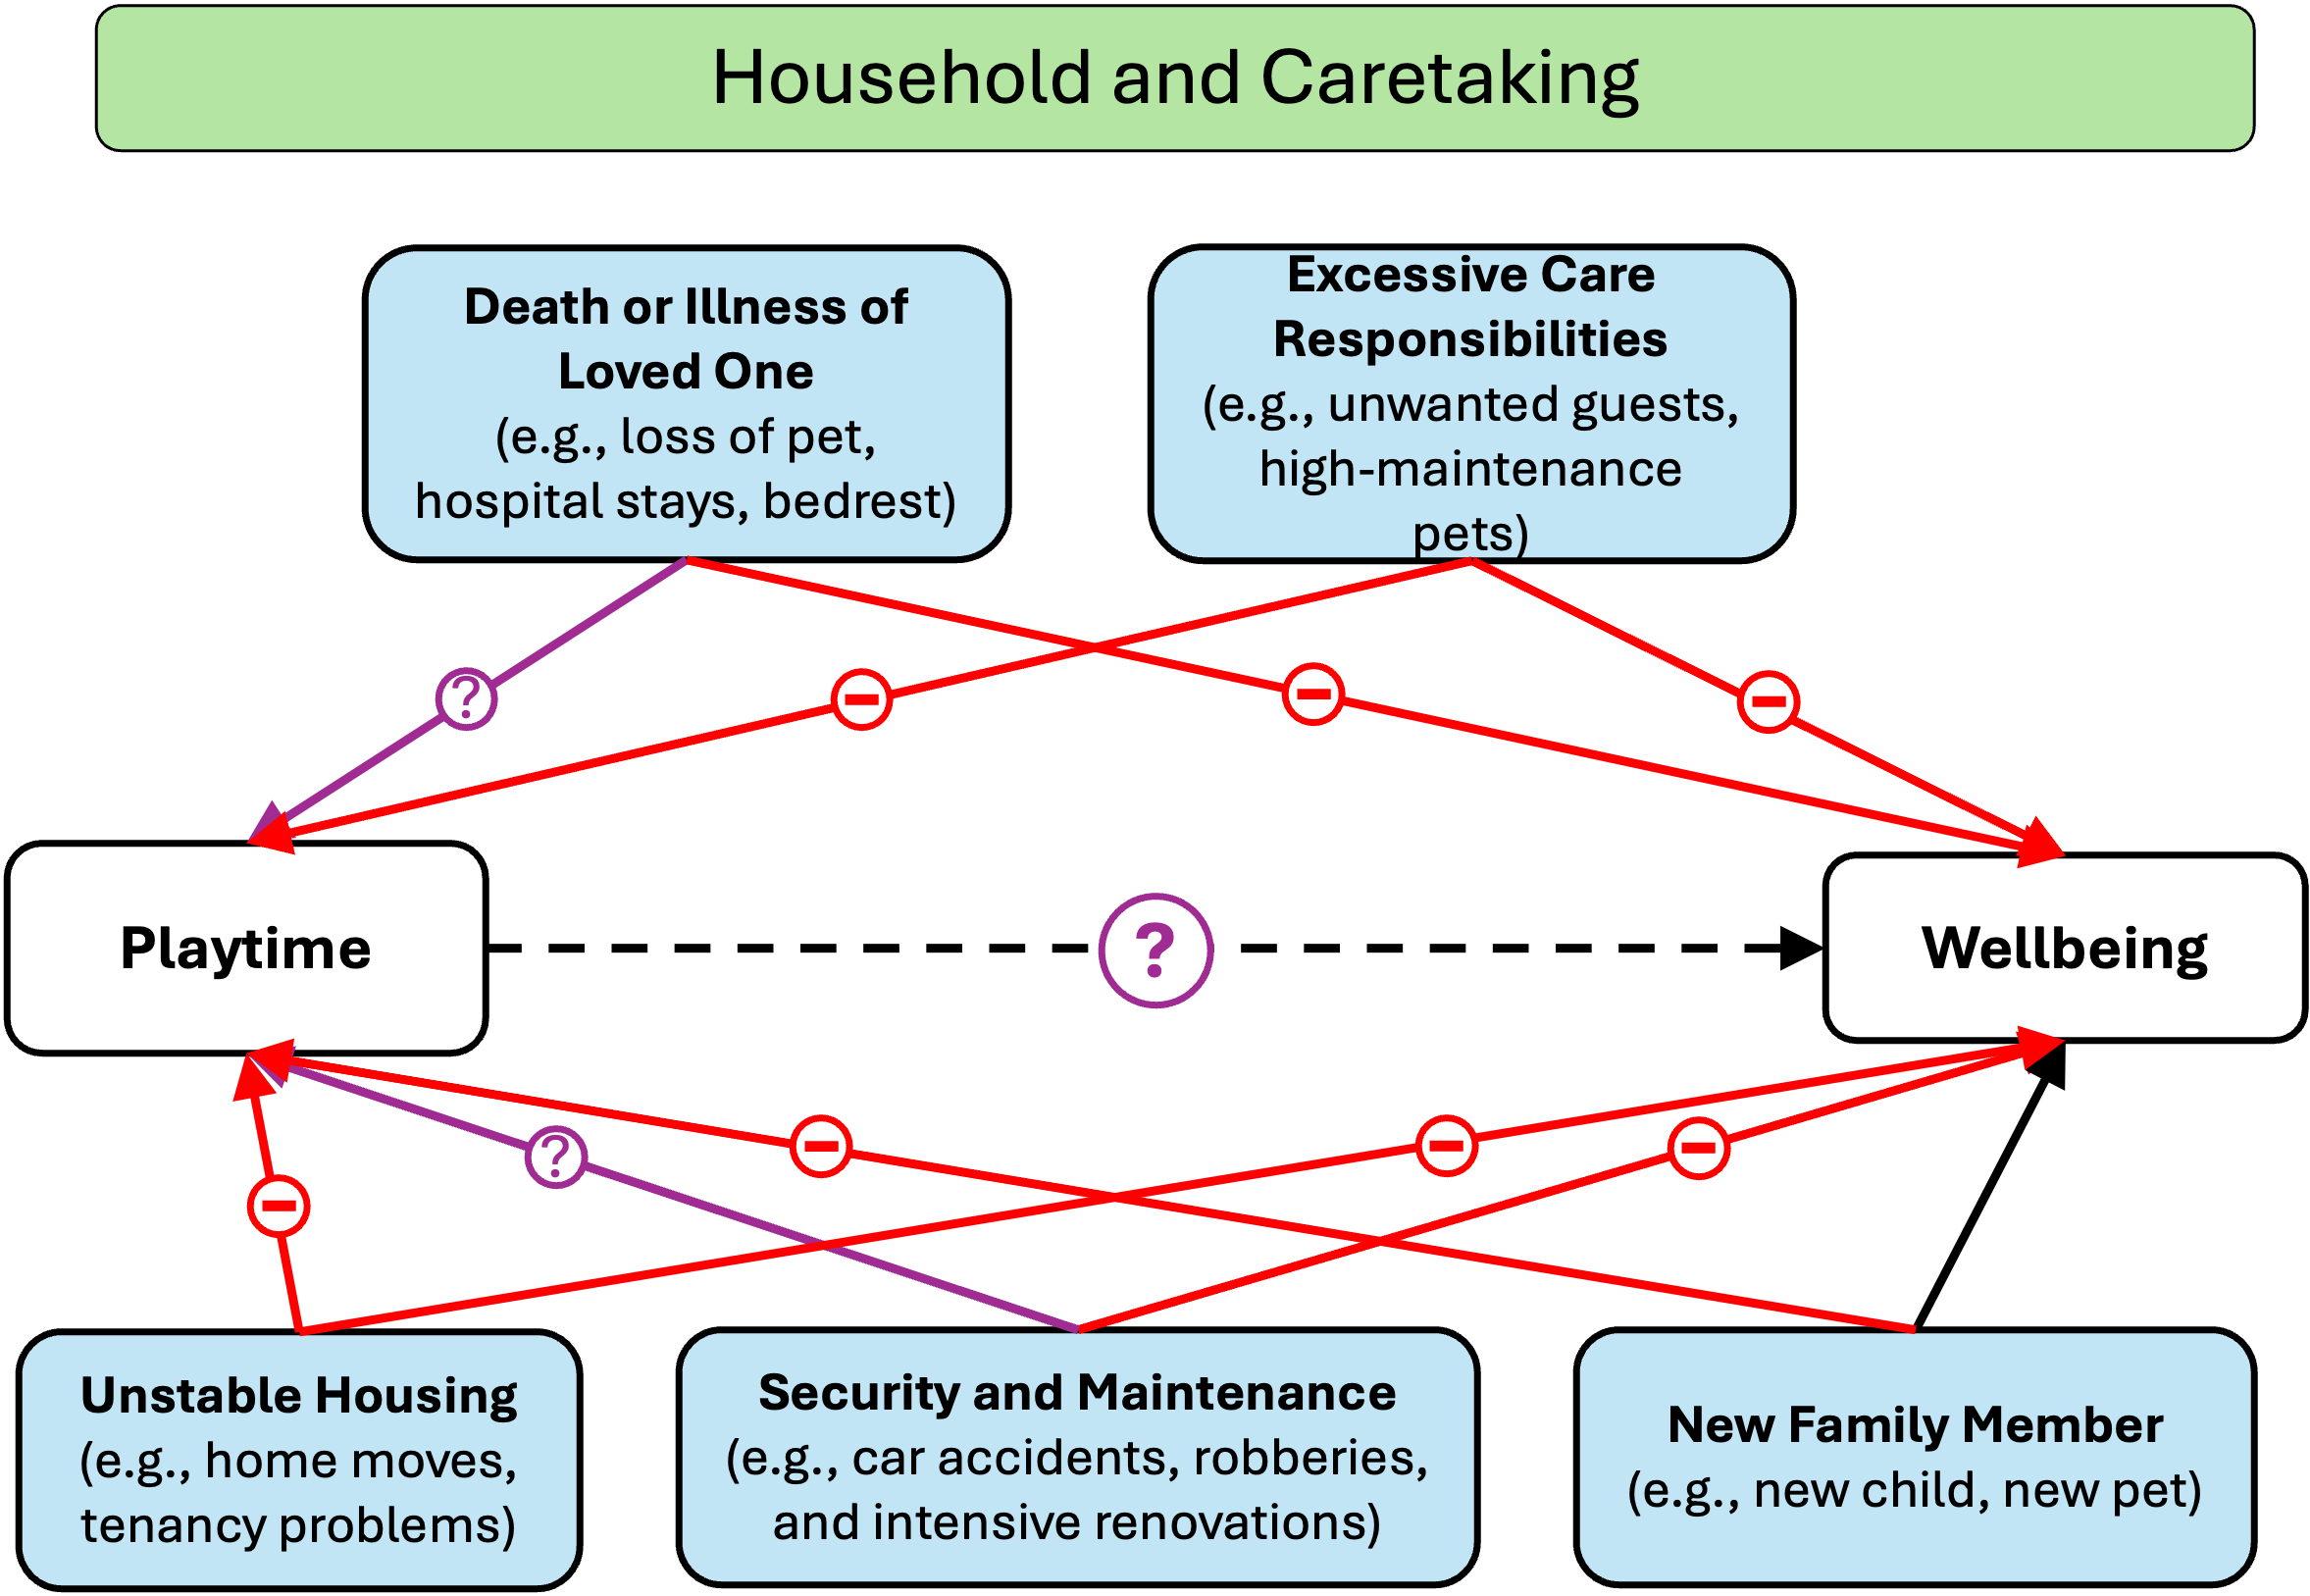 Household and Caretaking
Death or Illness of
Loved One
(e.g., loss of pet,
hospital stays, bedrest)
Excessive Care
Responsibilities
(e.g., unwanted guests,
high-maintenance
pets)
?
Playtime
?
Wellbeing
?
Unstable Housing
(e.g., home moves,
tenancy problems)
Security and Maintenance
(e.g., car accidents, robberies,
and intensive renovations)
New Family Member
(e.g., new child, new pet)